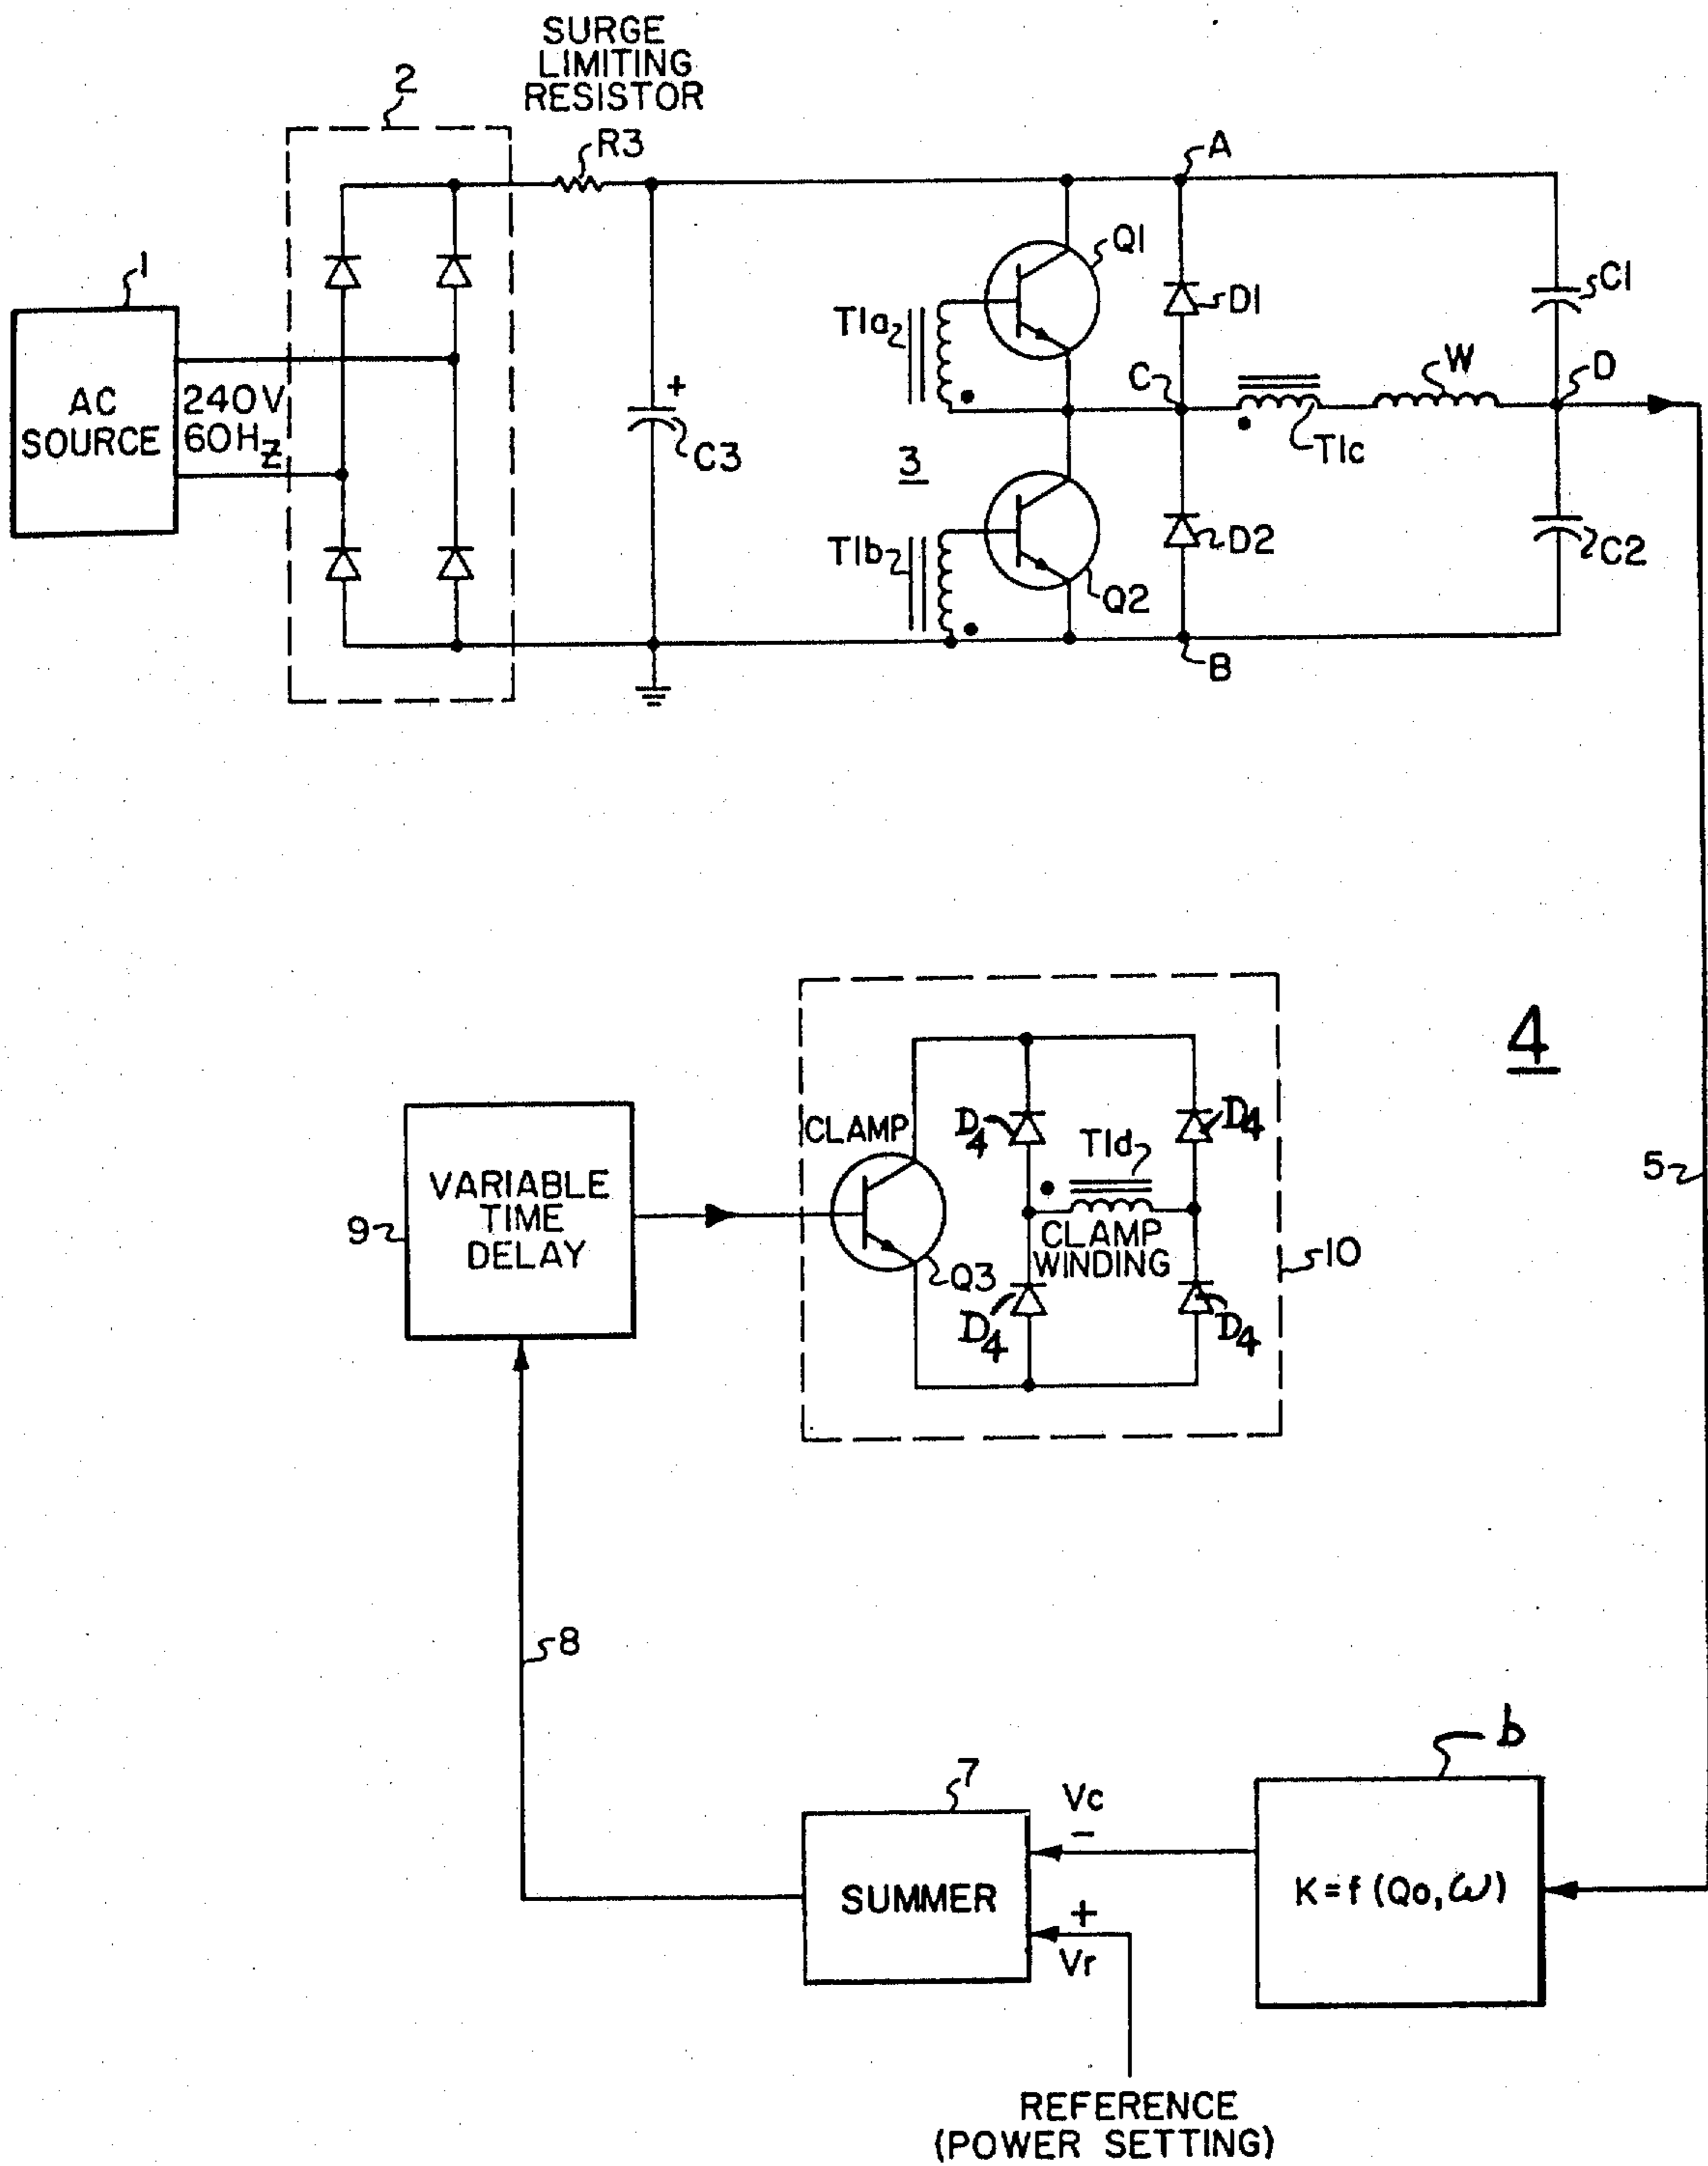 SURGE
LIMITING
RESISTOR
2
R3
A
Q1
1
C1
T1a
D1
AC
SOURCE
240V
60Hz
+
C3
C
W
D
T1c
3
T1b
D2
C2
Q2
B
4
CLAMP
D4
T1d
D4
5
VARIABLE
TIME
DELAY
9
CLAMP
WINDING
Q3
10
D4
D4
8
b
7
Vc
-
SUMMER
K=f(Qo,ω)
+
Vr
REFERENCE
(POWER SETTING)